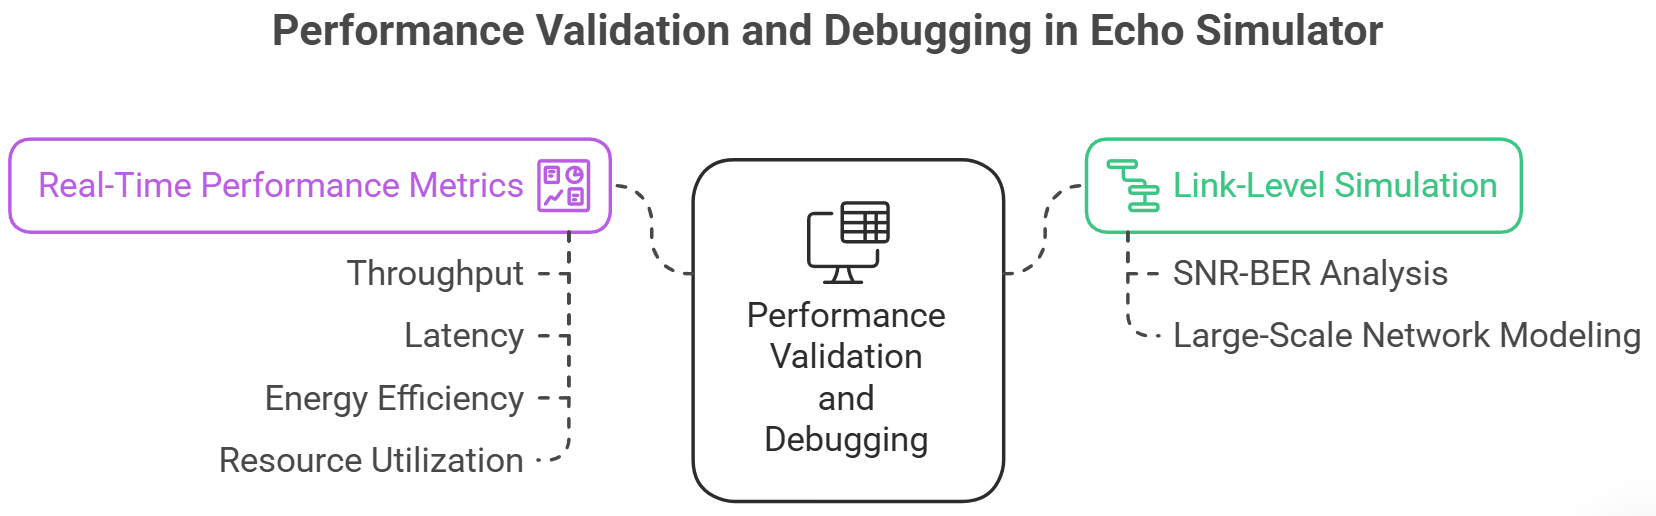 Performance Validation and Debugging in Echo Simulator
Real-Time Performance Metrics
Throughput
Latency
Energy Efficiency
Resource Utilization
Performance
Validation
and
Debugging
Link-Level Simulation
SNR-BER Analysis
Large-Scale Network Modeling